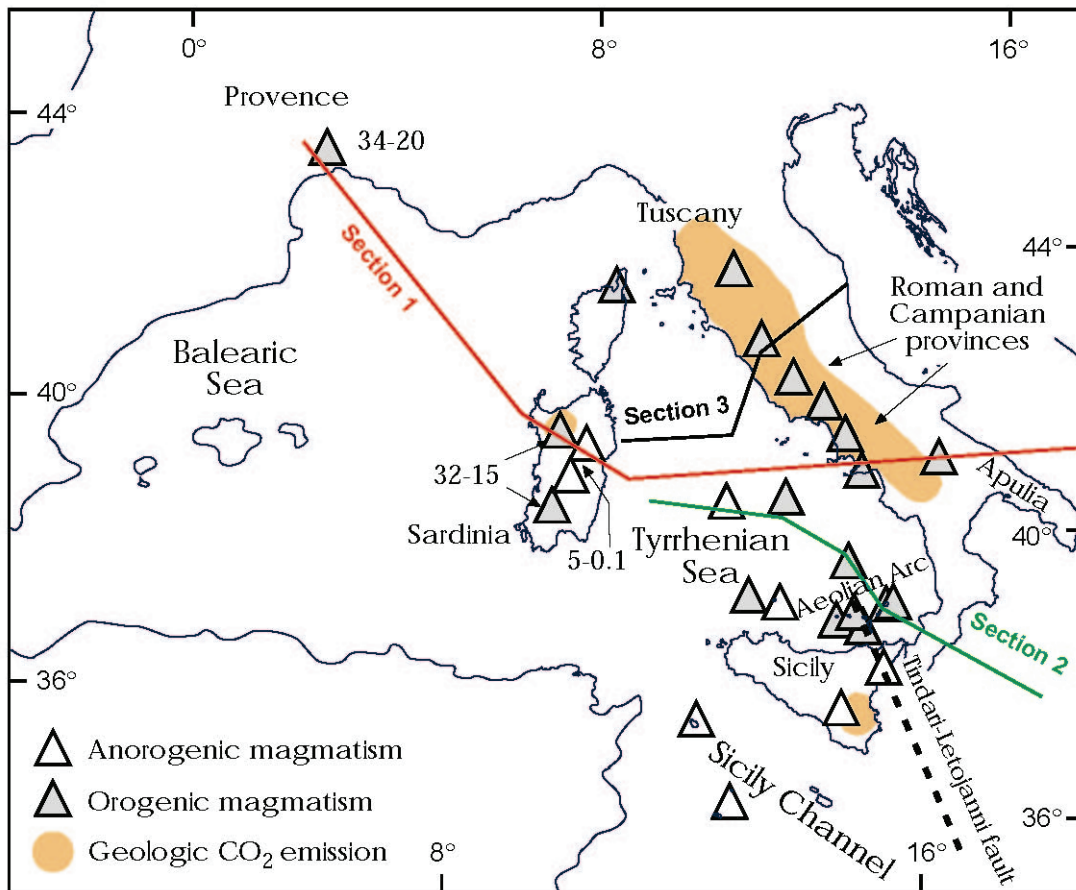 0°
8°
16°
44°
Provence
34-20
Section 1
Tuscany
44°
Roman and
Campanian
provinces
Balearic
Sea
40°
Section 3
32-15
Apulia
Sardinia
5-0.1
Tyrrhenian
Sea
40°
Aeolian Arc
Section 2
Sicily
36°
Tindari-Letojanni fault
Sicily Channel
Anorogenic magmatism
Orogenic magmatism
Geologic CO₂ emission
36°
8°
16°